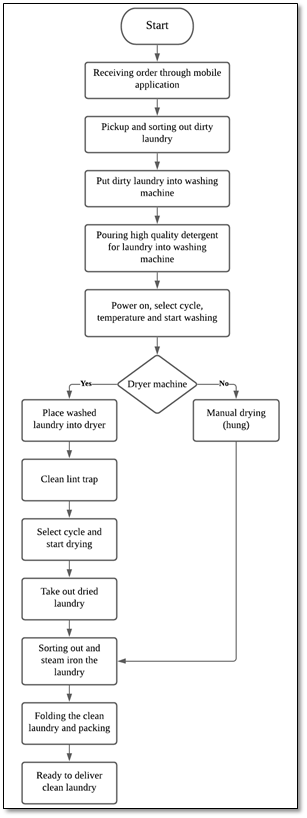 Start
Receiving order through mobile
application
Pickup and sorting out dirty
laundry
Put dirty laundry into washing
machine
Pouring high quality detergent
for laundry into washing
machine
Power on, select cycle,
temperature and start washing
Dryer machine
Yes
No
Place washed
laundry into dryer
Manual drying
(hung)
Clean lint trap
Select cycle and
start drying
Take out dried
laundry
Sorting out and
steam iron the
laundry
Folding the clean
laundry and packing
Ready to deliver
clean laundry